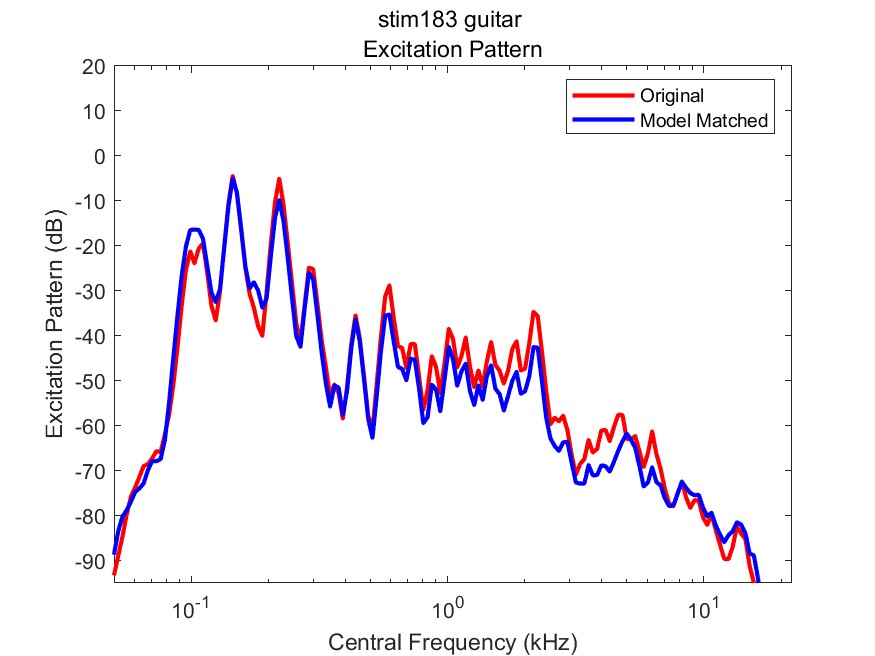 stim183 guitar
Excitation Pattern
20
10
0
-10
-20
-30
-40
-50
-60
-70
-80
-90
Excitation Pattern (dB)
Original
Model Matched
10-1
100
101
Central Frequency (kHz)